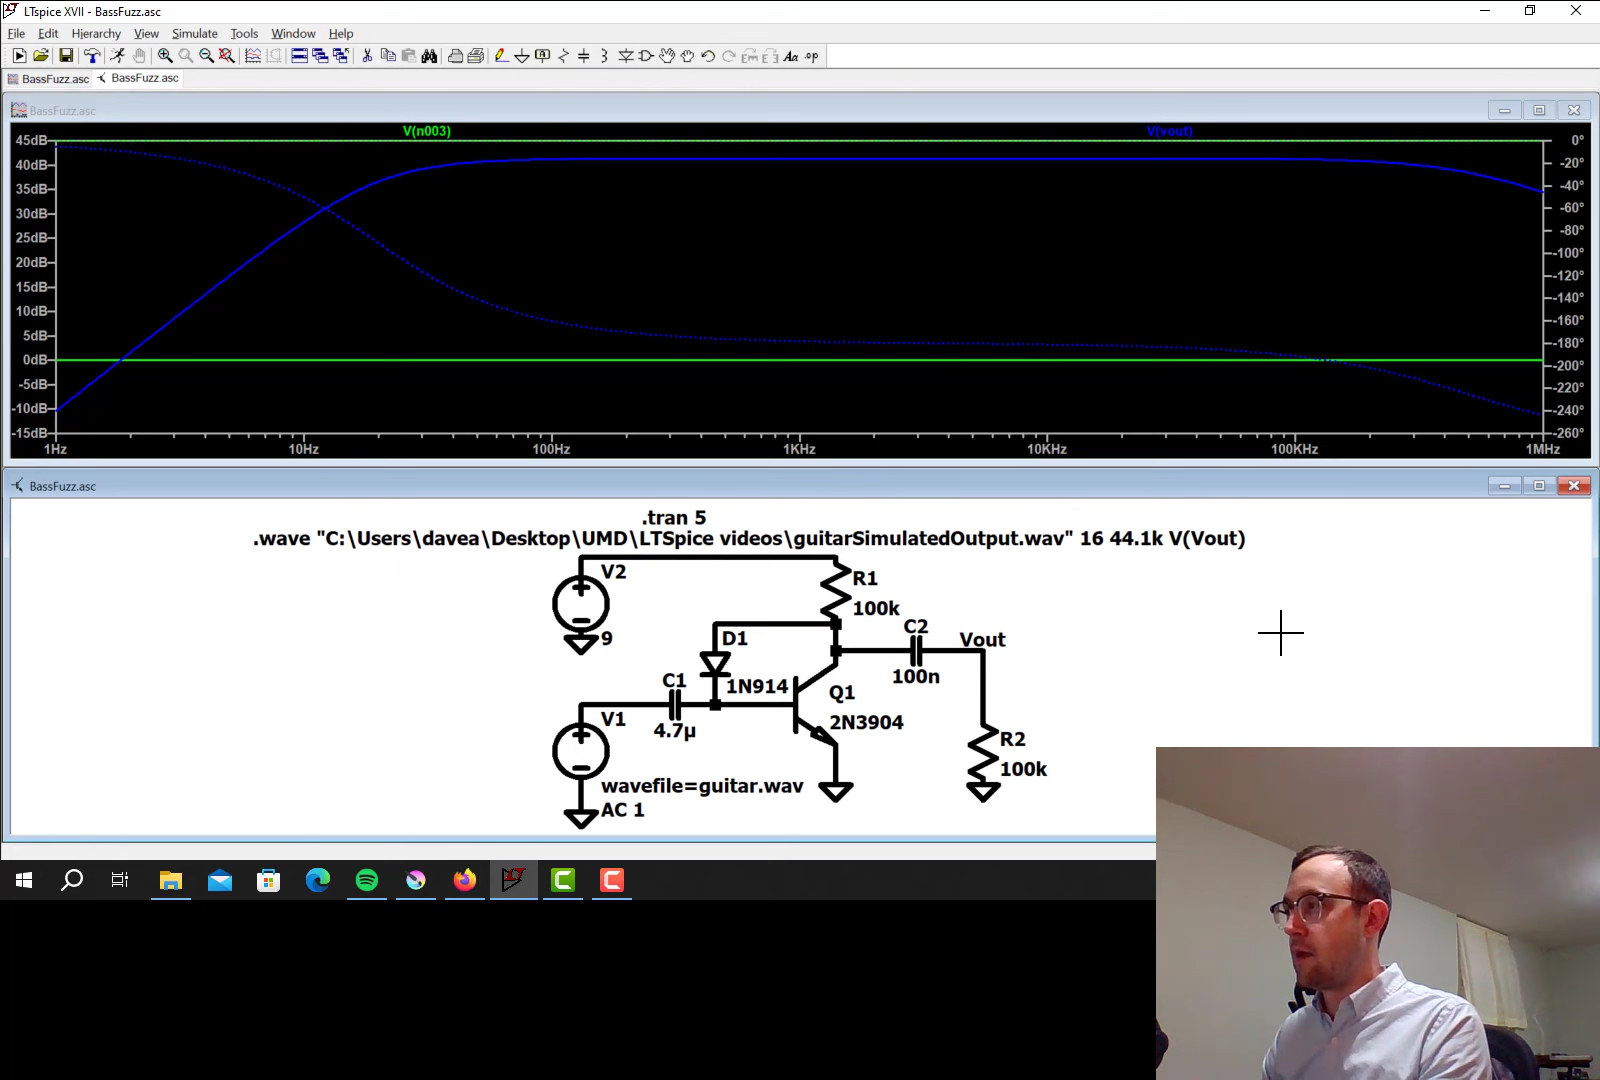 LTspice XVII - BassFuzz.asc
File Edit Hierarchy View Simulate Tools Window Help
BassFuzz.asc BassFuzz.asc
BassFuzz.asc
V(n003) V(vout)
45dB 0°
40dB -20°
35dB -40°
30dB -60°
25dB -80°
20dB -100°
15dB -120°
10dB -140°
5dB -160°
0dB -180°
-5dB -200°
-10dB -220°
-15dB -240°
-260°
1Hz 10Hz 100Hz 1KHz 10KHz 100KHz 1MHz
BassFuzz.asc
.tran 5
.wave "C:\Users\davea\Desktop\UMD\LTSpice videos\guitarSimulatedOutput.wav" 16 44.1k V(Vout)
V2
9
R1
100k
D1
1N914
C2
100n
Vout
C1
4.7µ
Q1
2N3904
V1
wavefile=guitar.wav
AC 1
R2
100k